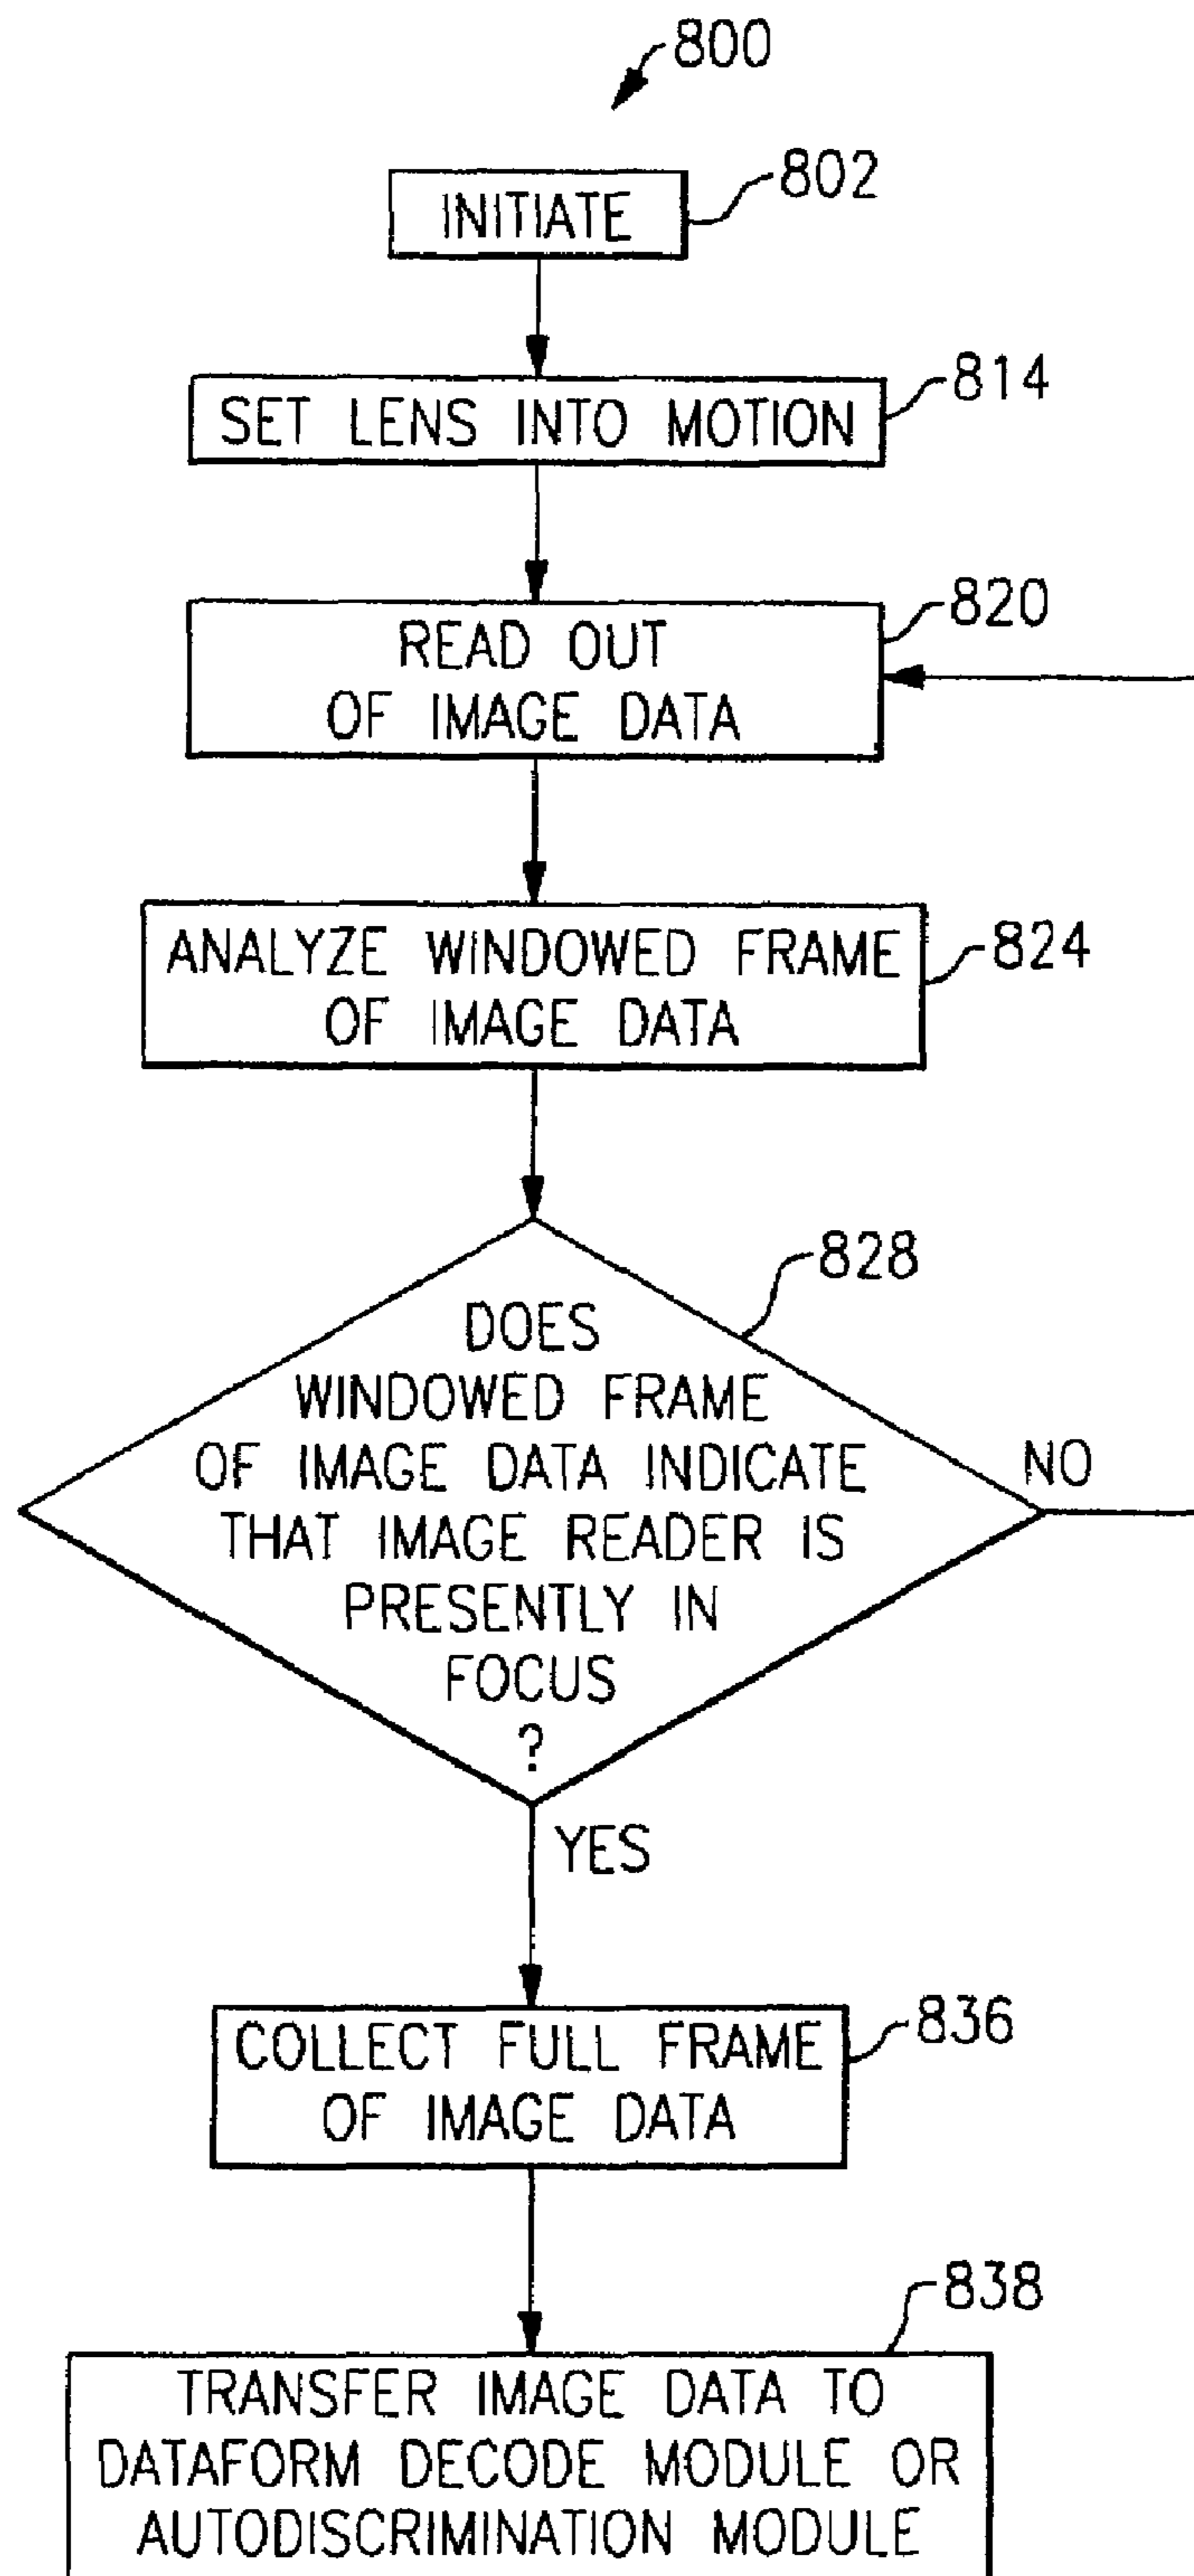 800
INITIATE
802
SET LENS INTO MOTION
814
READ OUT
OF IMAGE DATA
820
ANALYZE WINDOWED FRAME
OF IMAGE DATA
824
DOES
WINDOWED FRAME
OF IMAGE DATA INDICATE
THAT IMAGE READER IS
PRESENTLY IN
FOCUS
?
828
NO
YES
COLLECT FULL FRAME
OF IMAGE DATA
836
TRANSFER IMAGE DATA TO
DATAFORM DECODE MODULE OR
AUTODISCRIMINATION MODULE
838